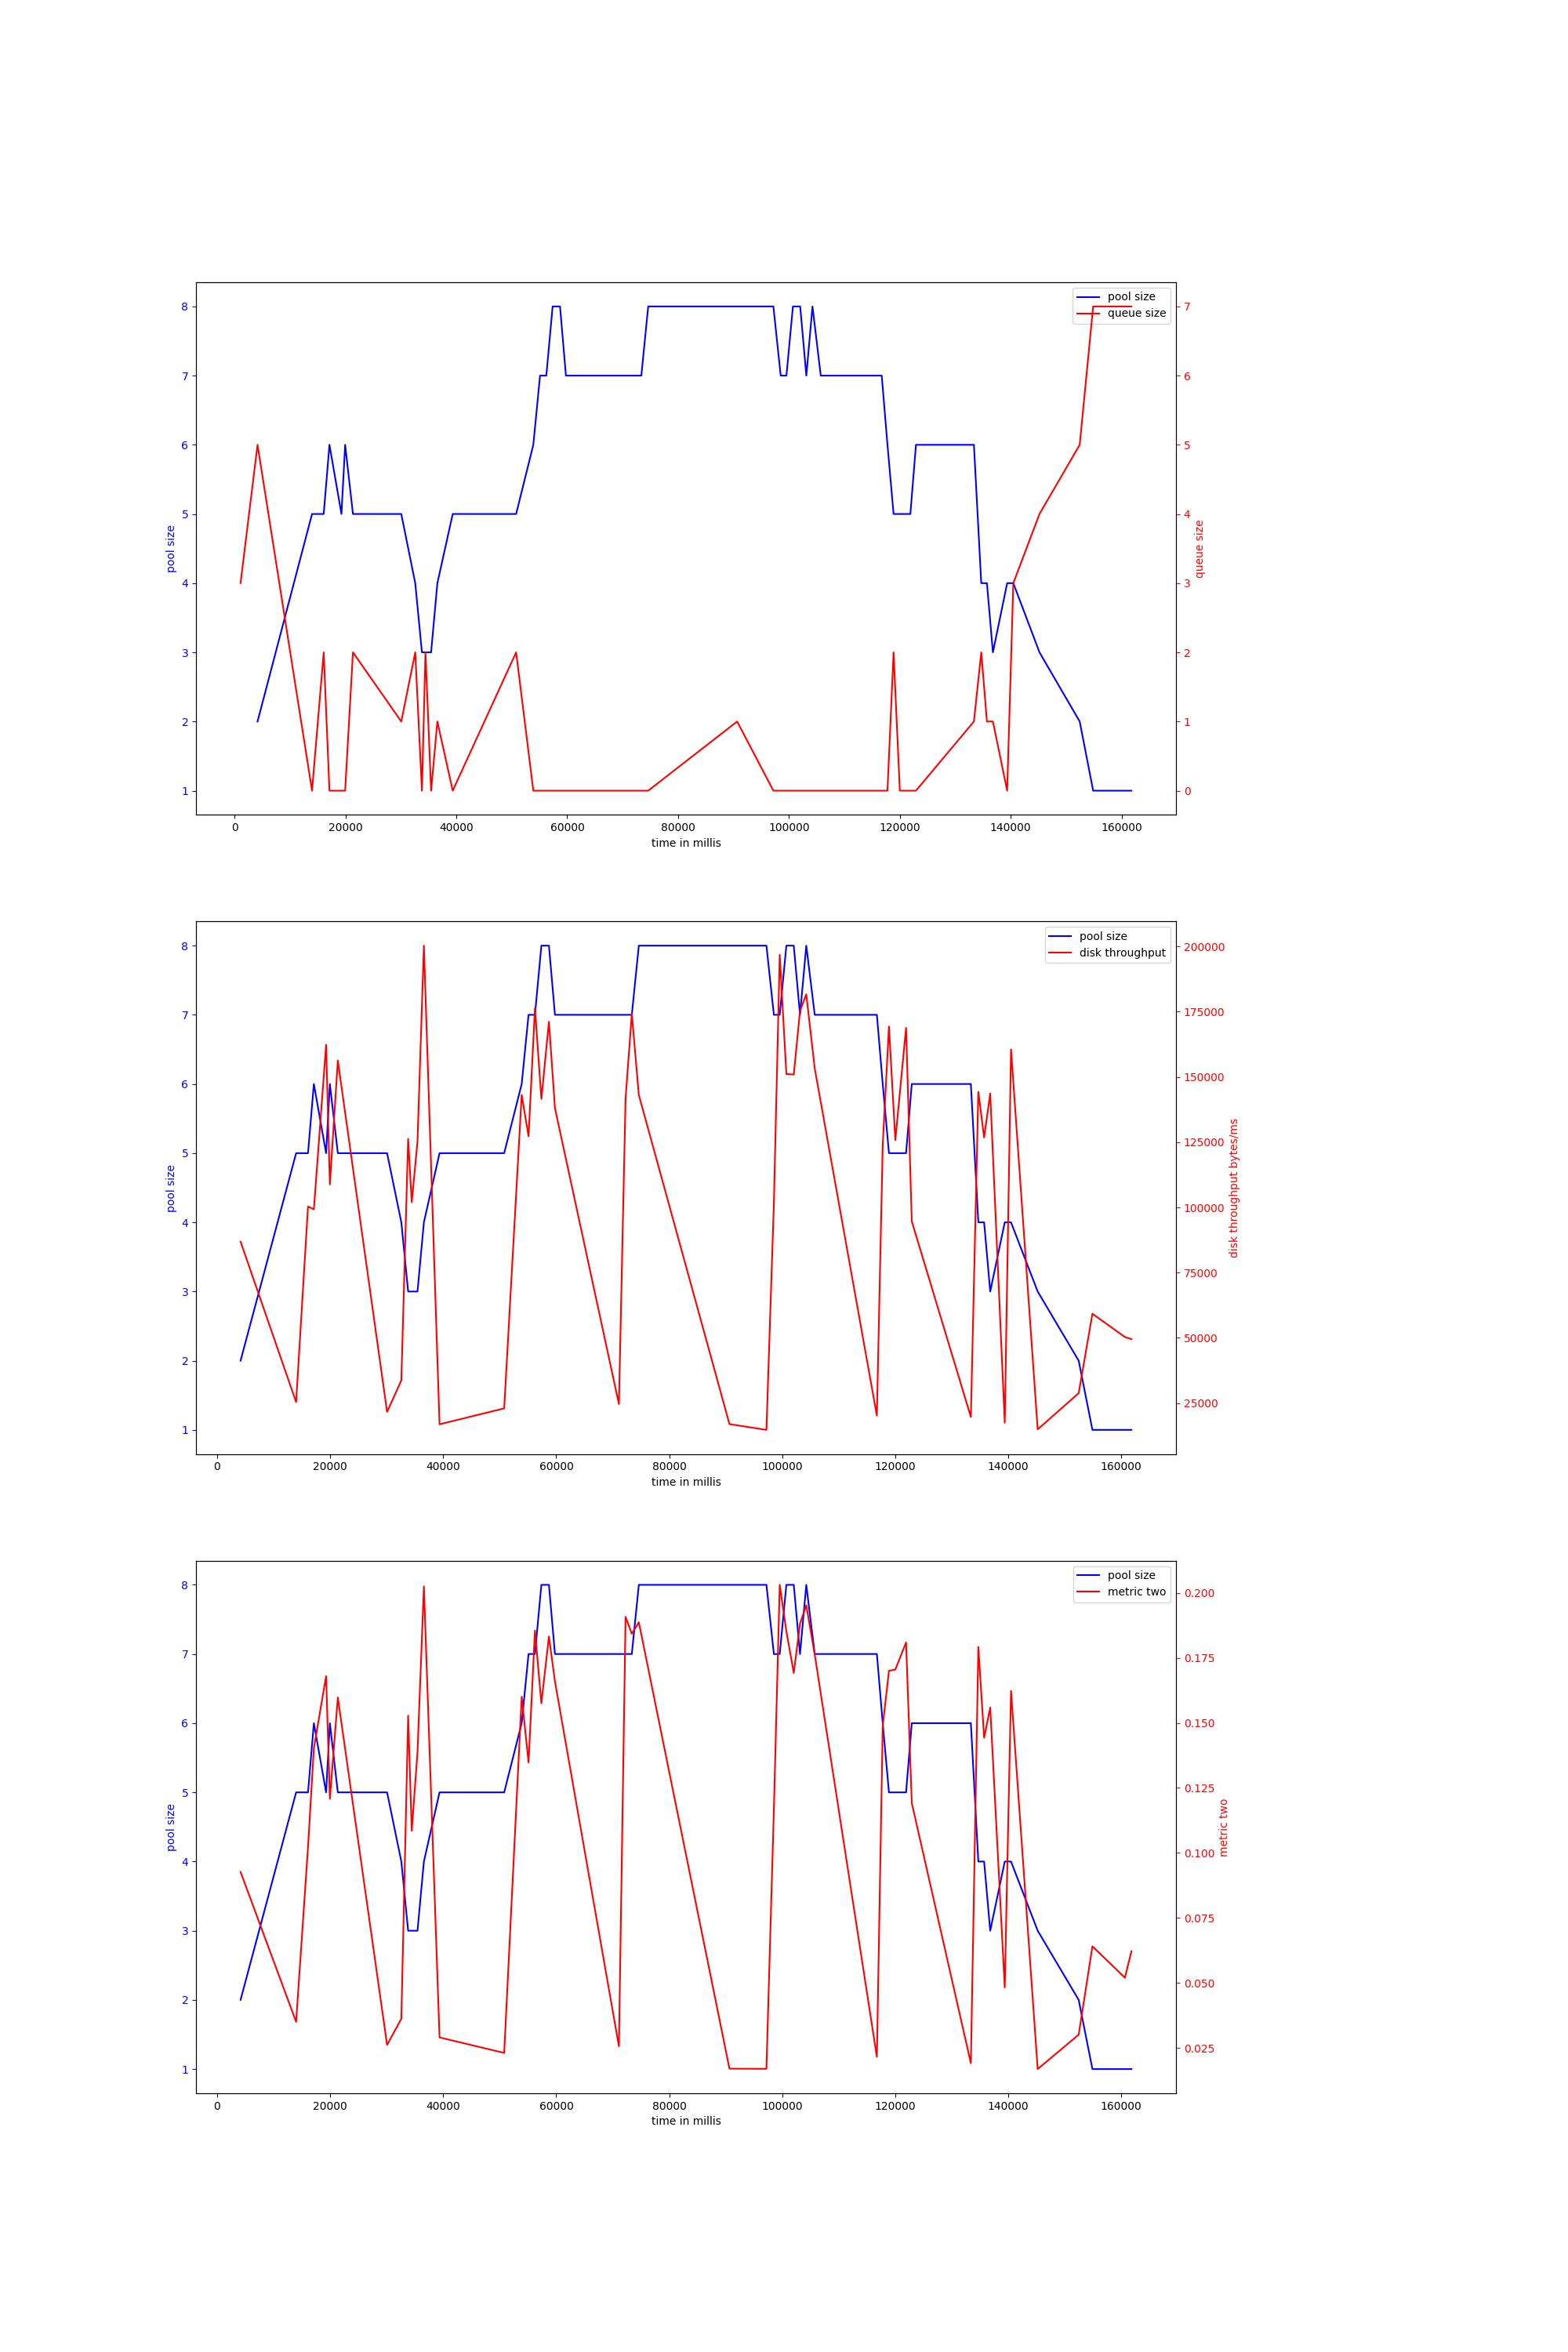 pool size
queue size
8
7
6
5
4
3
2
1
pool size
7
6
5
4
3
2
1
0
queue size
0 20000 40000 60000 80000 100000 120000 140000 160000
time in millis
pool size
disk throughput
8
7
6
5
4
3
2
1
pool size
200000
175000
150000
125000
100000
75000
50000
25000
disk throughput bytes/ms
0 20000 40000 60000 80000 100000 120000 140000 160000
time in millis
pool size
metric two
8
7
6
5
4
3
2
1
pool size
0.200
0.175
0.150
0.125
0.100
0.075
0.050
0.025
metric two
0 20000 40000 60000 80000 100000 120000 140000 160000
time in millis